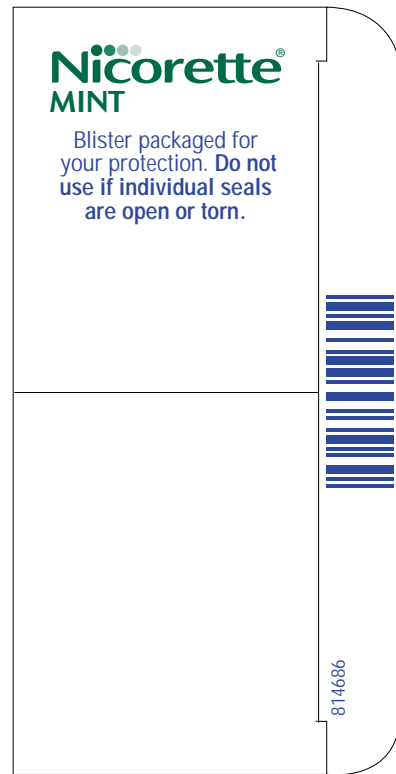 Nicorette®
MINT
Blister packaged for
your protection. Do not
use if individual seals
are open or torn.
814686